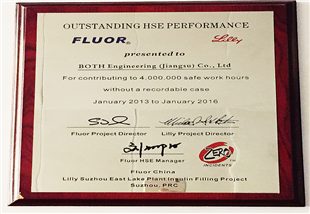 OUTSTANDING HSE PERFORMANCE
FLUOR® Lilly
presented to
BOTH Engineering (Jiangsu) Co., Ltd
For contributing to 4.000.000 safe work hours
without a recordable case
January 2013 to January 2016
Fluor Project Director Lilly Project Director
Fluor HSE Manager
ZERO
INCIDENTS
Fluor China
Lilly Suzhou East Lake Plant Insulin Filling Project
Suzhou, PRC